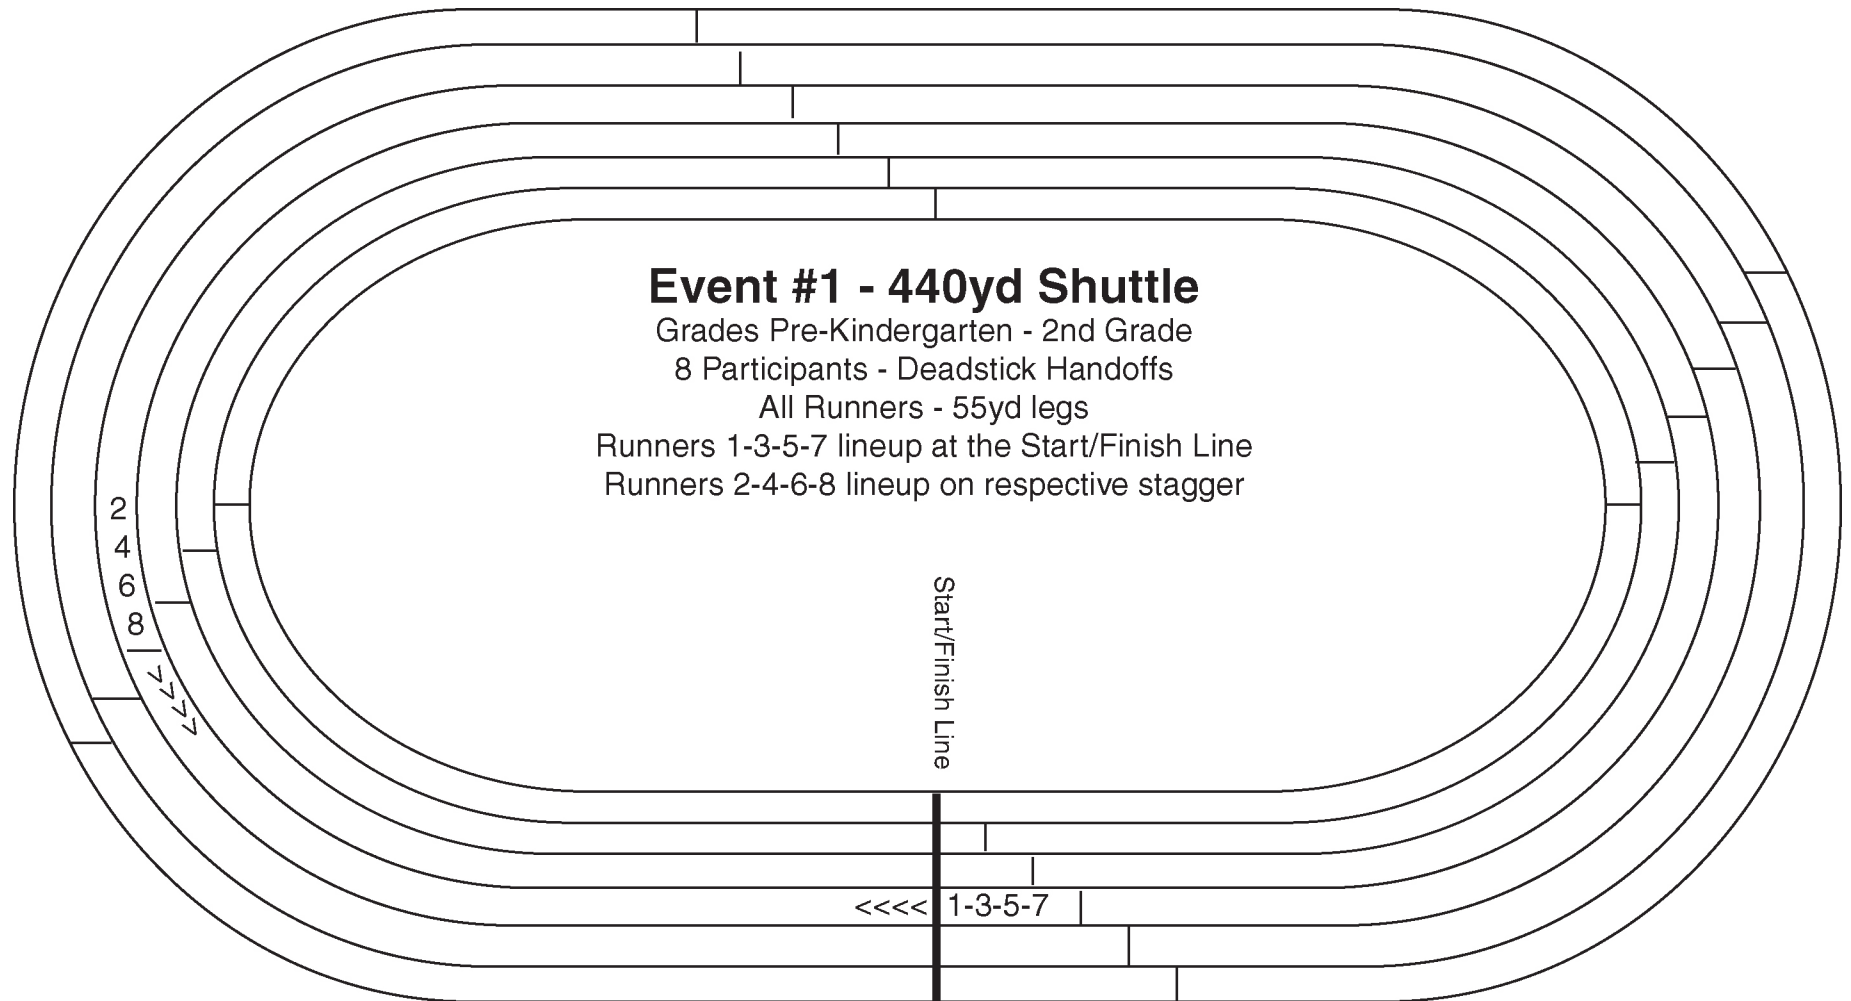 Event #1 - 440yd Shuttle
Grades Pre-Kindergarten - 2nd Grade
8 Participants - Deadstick Handoffs
All Runners - 55yd legs
Runners 1-3-5-7 lineup at the Start/Finish Line
Runners 2-4-6-8 lineup on respective stagger
2
4
6
8
>>>>
Start/Finish Line
<<<< 1-3-5-7